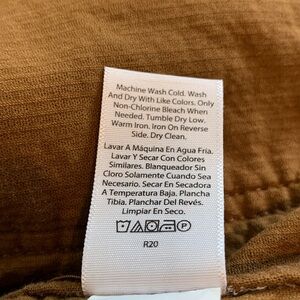 Machine Wash Cold. Wash
And Dry With Like Colors. Only
Non-Chlorine Bleach When
Needed. Tumble Dry Low.
Warm Iron. Iron On Reverse
Side. Dry Clean.
Lavar A Máquina En Agua Fria.
Lavar Y Secar Con Colores
Similares. Blanqueador Sin
Cloro Solamente Cuando Sea
Necesario. Secar En Secadora
A Temperatura Baja. Plancha
Tibia. Planchar Del Revés.
Limpiar En Seco.
P
R20